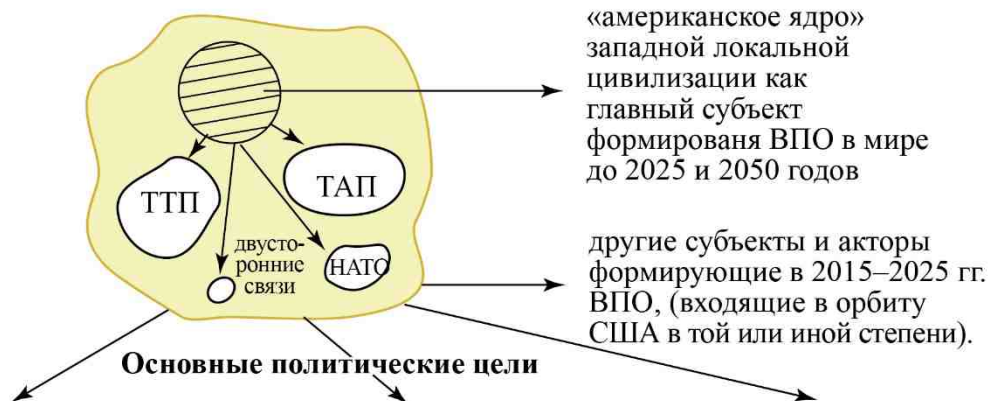 «американское ядро»
западной локальной
цивилизации как
главный субъект
формированя ВПО в мире
до 2025 и 2050 годов
ТТП
ТАП
двусто-
ронние
связи
НАТО
другие субъекты и акторы
формирующие в 2015–2025 гг.
ВПО, (входящие в орбиту
США в той или иной степени).
Основные политические цели